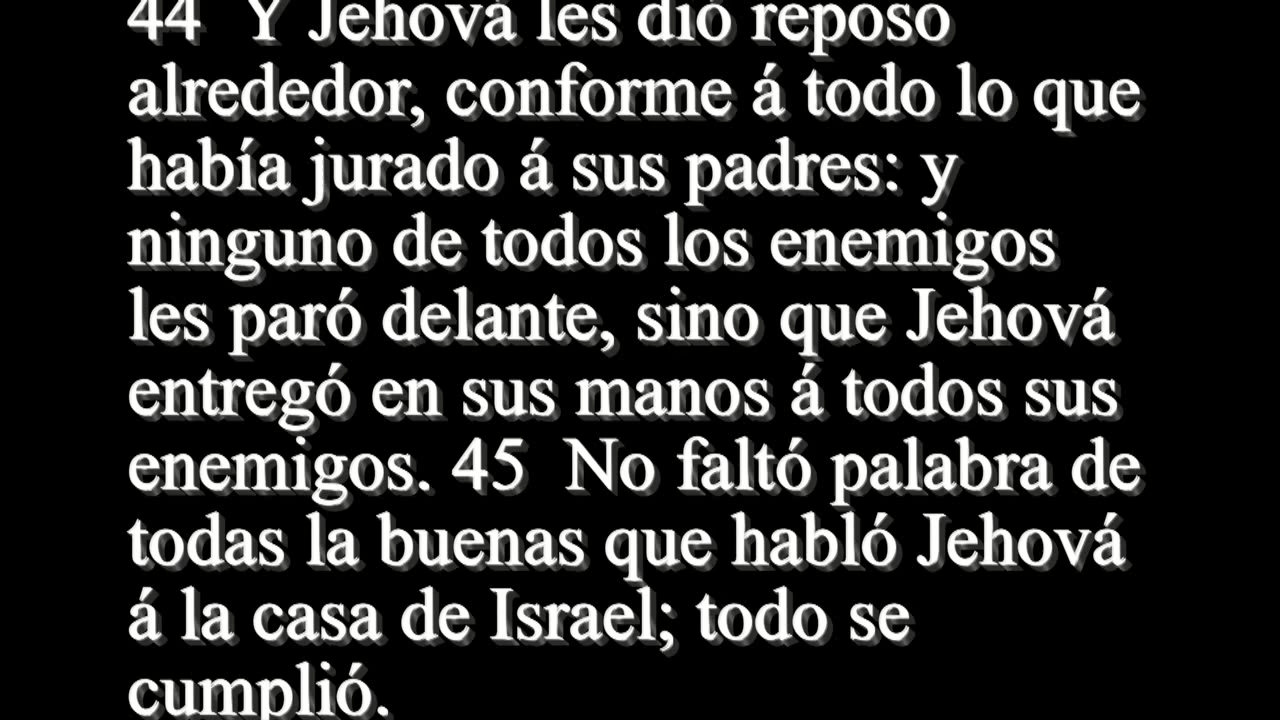 44  Y Jehová les dió reposo
alrededor, conforme á todo lo que
había jurado á sus padres: y
ninguno de todos los enemigos
les paró delante, sino que Jehová
entregó en sus manos á todos sus
enemigos. 45  No faltó palabra de
todas la buenas que habló Jehová
á la casa de Israel; todo se
cumplió.